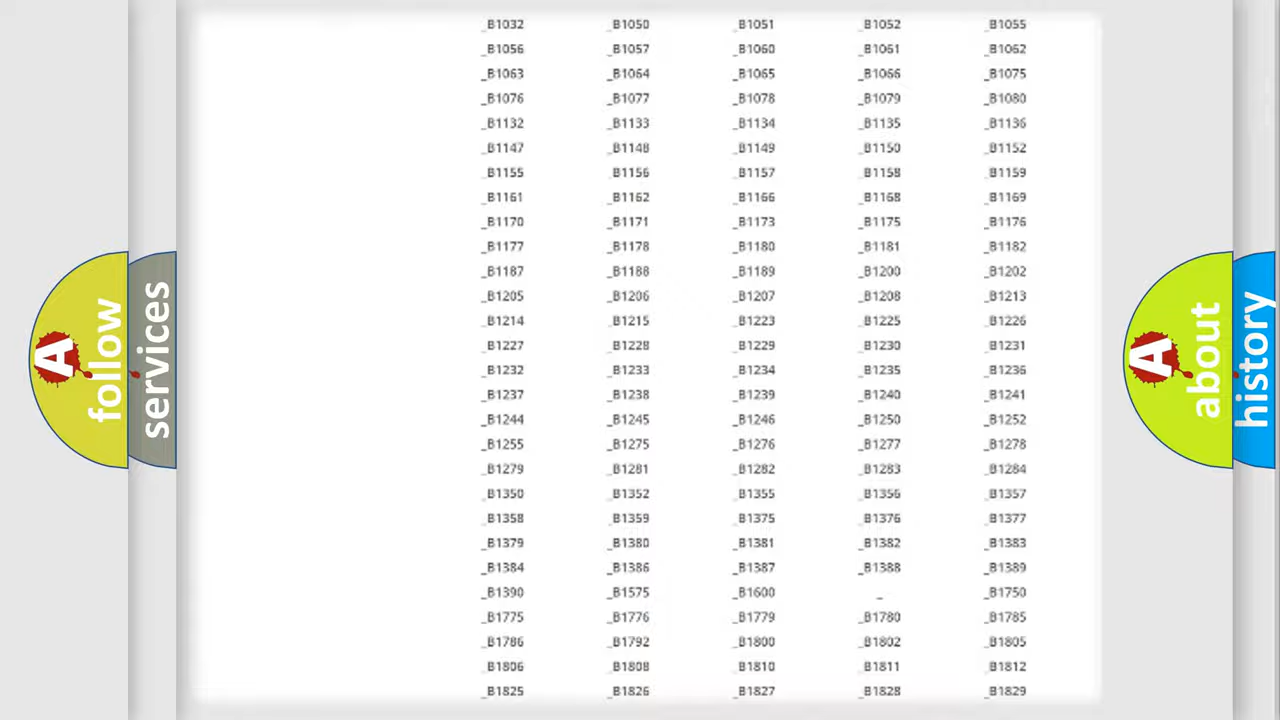 _B1032 _B1050 _B1051 _B1052 _B1055
_B1056 _B1057 _B1060 _B1061 _B1062
_B1063 _B1064 _B1065 _B1066 _B1075
_B1076 _B1077 _B1078 _B1079 _B1080
_B1132 _B1133 _B1134 _B1135 _B1136
_B1147 _B1148 _B1149 _B1150 _B1152
_B1155 _B1156 _B1157 _B1158 _B1159
_B1161 _B1162 _B1166 _B1168 _B1169
_B1170 _B1171 _B1173 _B1175 _B1176
_B1177 _B1178 _B1180 _B1181 _B1182
_B1187 _B1188 _B1189 _B1200 _B1202
_B1205 _B1206 _B1207 _B1208 _B1213
_B1214 _B1215 _B1223 _B1225 _B1226
_B1227 _B1228 _B1229 _B1230 _B1231
_B1232 _B1233 _B1234 _B1235 _B1236
_B1237 _B1238 _B1239 _B1240 _B1241
_B1244 _B1245 _B1246 _B1250 _B1252
_B1255 _B1275 _B1276 _B1277 _B1278
_B1279 _B1281 _B1282 _B1283 _B1284
_B1350 _B1352 _B1355 _B1356 _B1357
_B1358 _B1359 _B1375 _B1376 _B1377
_B1379 _B1380 _B1381 _B1382 _B1383
_B1384 _B1386 _B1387 _B1388 _B1389
_B1390 _B1575 _B1600 _ _B1750
_B1775 _B1776 _B1779 _B1780 _B1785
_B1786 _B1792 _B1800 _B1802 _B1805
_B1806 _B1808 _B1810 _B1811 _B1812
_B1825 _B1826 _B1827 _B1828 _B1829
A
follow
services
A
about
history